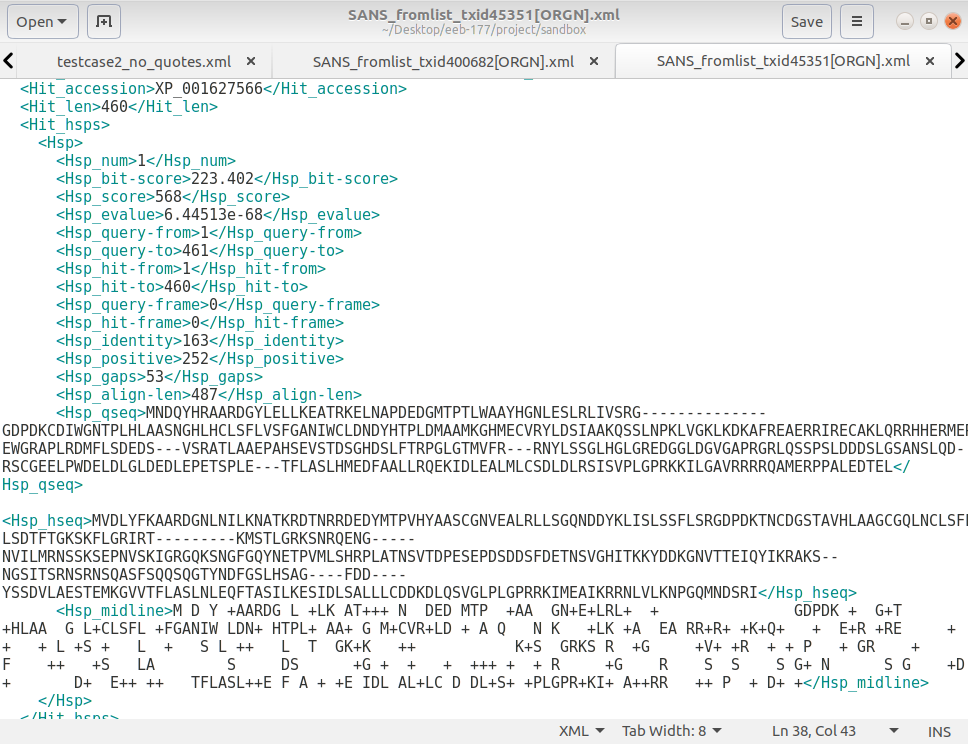 Open
SANS_fromlist_txid45351[ORGN].xml
~/Desktop/eeb-177/project/sandbox
Save
testcase2_no_quotes.xml
SANS_fromlist_txid400682[ORGN].xml
SANS_fromlist_txid45351[ORGN].xml
<Hit_accession>XP_001627566</Hit_accession>
<Hit_len>460</Hit_len>
<Hit_hsps>
<Hsp>
<Hsp_num>1</Hsp_num>
<Hsp_bit-score>223.402</Hsp_bit-score>
<Hsp_score>568</Hsp_score>
<Hsp_evalue>6.44513e-68</Hsp_evalue>
<Hsp_query-from>1</Hsp_query-from>
<Hsp_query-to>461</Hsp_query-to>
<Hsp_hit-from>1</Hsp_hit-from>
<Hsp_hit-to>460</Hsp_hit-to>
<Hsp_query-frame>0</Hsp_query-frame>
<Hsp_hit-frame>0</Hsp_hit-frame>
<Hsp_identity>163</Hsp_identity>
<Hsp_positive>252</Hsp_positive>
<Hsp_gaps>53</Hsp_gaps>
<Hsp_align-len>487</Hsp_align-len>
<Hsp_qseq>MNDQYHRAARDGYLELLKEATRKELNAPDEDGMTPTLWAAYHGNLESLRLIVSRG--------------
GDPDKCDIWGNTPLHLAASNGHLHCLSFLVSFGANIWCLDNDYHTPLDMAAMKGHMECVRYLDSIAAKQSSLNPKLVGKLKDKAFREAERRIRECAKLQRRHHERMER
EWGRAPLRDMFLSDEDS---VSRATLAAEPAHSEVSTDSGHDSLFTRPGLGTMVFR---RNYLSSGLHGLGREDGGLDGVGAPRGRLQSSPSLDDDSLGSANSLQD-
RSCGEELPWDELDLGLDEDLEPETSPLE---TFLASLHMEDFAALLRQEKIDLEALMLCSDLDLRSISVPLGPRKKILGAVRRRRQAMERPPALEDTEL</
Hsp_qseq>
<Hsp_hseq>MVDLYFKAARDGNLNILKNATKRDTNRRDEDYMTPVHYAASCGNVEALRLLSGQNDDYKLISLSSFLSRGDPDKTNCDGSTAVHLAAGCGQLNCLSFL
LSDTFTGKSKFLGRIRT---------KMSTLGRKSNRQENG-----
NVILMRNSSKSEPNVSKIGRGQKSNGFGQYNETPVMLSHRPLATNSVTDPESEPDSDDSFDETNSVGHITKKYDDKGNVTTEIQYIKRAKS--
NGSITSRNSRNSQASFSQQSQGTYNDFGSLHSAG----FDD----
YSSDVLAESTEMKGVVTFLASLNLEQFTASILKESIDLSALLLCDDKDLQSVGLPLGPRRKIMEAIKRRNLVLKNPGQMNDSRI</Hsp_hseq>
<Hsp_midline>M D Y +AARDG L +LK AT+++ N  DED MTP  +AA  GN+E+LRL+  +               GDPDK +  G+T
+HLAA  G L+CLSFL +FGANIW LDN+ HTPL+ AA+ G M+CVR+LD + A Q   N K   +LK +A  EA RR+R+ +K+Q+   +  E+R +RE     +
+   + L +S +   L  +   S L ++   L  T  GK+K   ++           K+S  GRKS R  +G     +V+ +R  + + P   + GR    +
F    ++   +S   LA        S     DS      +G +  +   +  +++ +  + R     +G    R    S  S    S G+ N      S G    +D
+       D+  E++ ++   TFLASL++E F A + +E IDL AL+LC D DL+S+ +PLGPR+KI+ A++RR   ++ P  + D+ +</Hsp_midline>
</Hsp>
</Hit_hsps>
XML
Tab Width: 8
Ln 38, Col 43
INS